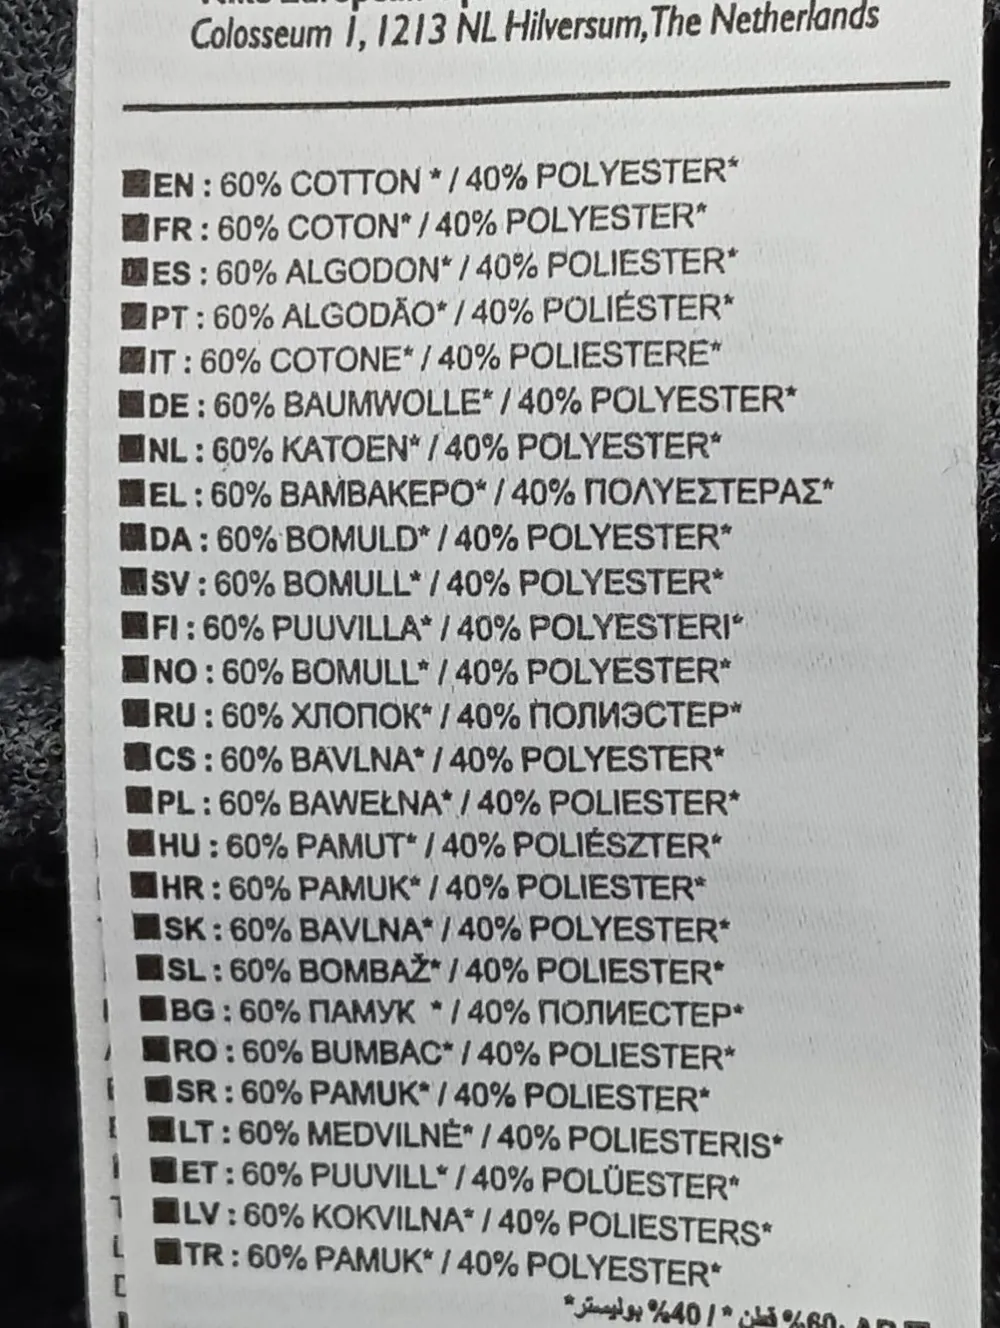 Colosseum 1, 1213 NL Hilversum, The Netherlands
EN : 60% COTTON * / 40% POLYESTER*
FR : 60% COTON* / 40% POLYESTER*
ES : 60% ALGODON* / 40% POLIESTER*
PT : 60% ALGODÃO* / 40% POLIÉSTER*
IT : 60% COTONE* / 40% POLIESTERE*
DE : 60% BAUMWOLLE* / 40% POLYESTER*
NL : 60% KATOEN* / 40% POLYESTER*
EL : 60% ΒΑΜΒΑΚΕΡΟ* / 40% ΠΟΛΥΕΣΤΕΡΑΣ*
DA : 60% BOMULD* / 40% POLYESTER*
SV : 60% BOMULL* / 40% POLYESTER*
FI : 60% PUUVILLA* / 40% POLYESTERI*
NO : 60% BOMULL* / 40% POLYESTER*
RU : 60% ХЛОПОК* / 40% ПОЛИЭСТЕР*
CS : 60% BAVLNA* / 40% POLYESTER*
PL : 60% BAWEŁNA* / 40% POLIESTER*
HU : 60% PAMUT* / 40% POLIÉSZTER*
HR : 60% PAMUK* / 40% POLIESTER*
SK : 60% BAVLNA* / 40% POLYESTER*
SL : 60% BOMBAŽ* / 40% POLIESTER*
BG : 60% ПАМУК * / 40% ПОЛИЕСТЕР*
RO : 60% BUMBAC* / 40% POLIESTER*
SR : 60% PAMUK* / 40% POLIESTER*
LT : 60% MEDVILNĖ* / 40% POLIESTERIS*
ET : 60% PUUVILL* / 40% POLÜESTER*
LV : 60% KOKVILNA* / 40% POLIESTERS*
TR : 60% PAMUK* / 40% POLYESTER*
AR: 60% قطن * / 40% بوليستر*